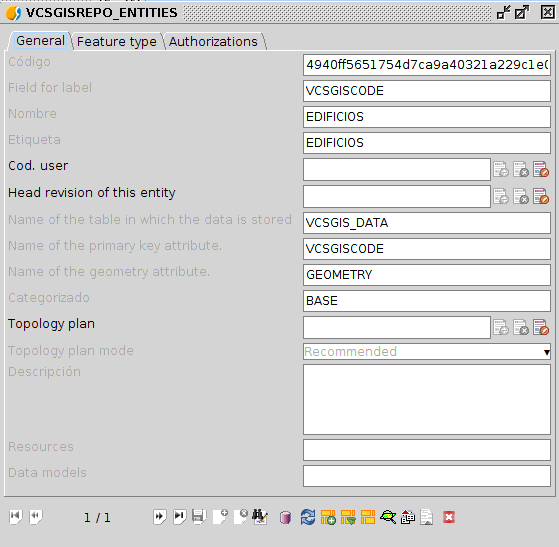 VCSGISREPO_ENTITIES
General Feature type Authorizations
Código 4940ff5651754d7ca9a40321a229c1e
Field for label VCSGISCODE
Nombre EDIFICIOS
Etiqueta EDIFICIOS
Cod. user
Head revision of this entity
Name of the table in which the data is stored VCSGIS_DATA
Name of the primary key attribute. VCSGISCODE
Name of the geometry attribute. GEOMETRY
Categorizado BASE
Topology plan
Topology plan mode Recommended
Descripción
Resources
Data models
1 / 1